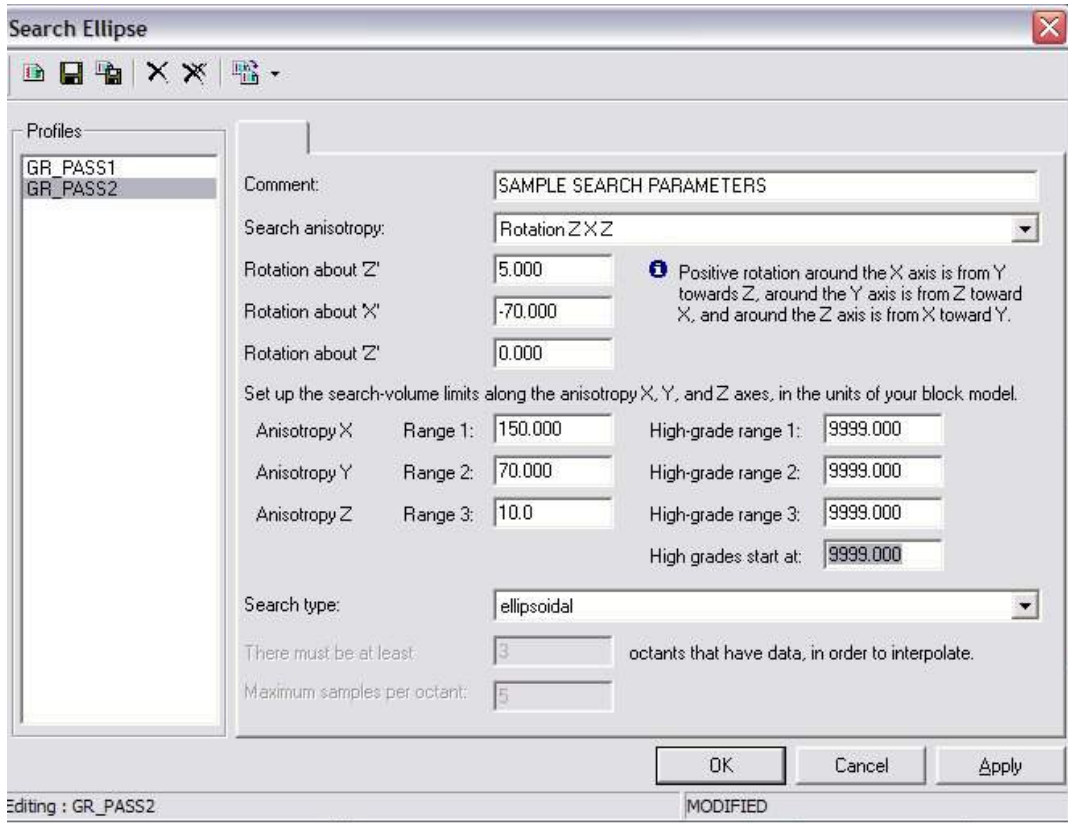 Search Ellipse
Profiles
GR_PASS1
GR_PASS2
Comment: SAMPLE SEARCH PARAMETERS
Search anisotropy: Rotation Z X Z
Rotation about 'Z' 5.000
Rotation about 'X' -70.000
Rotation about 'Z' 0.000
Positive rotation around the X axis is from Y
towards Z, around the Y axis is from Z toward
X, and around the Z axis is from X toward Y.
Set up the search-volume limits along the anisotropy X, Y, and Z axes, in the units of your block model.
Anisotropy X Range 1: 150.000 High-grade range 1: 9999.000
Anisotropy Y Range 2: 70.000 High-grade range 2: 9999.000
Anisotropy Z Range 3: 10.0 High-grade range 3: 9999.000
High grades start at: 9999.000
Search type: ellipsoidal
There must be at least 3 octants that have data, in order to interpolate.
Maximum samples per octant: 5
OK Cancel Apply
Editing : GR_PASS2 MODIFIED